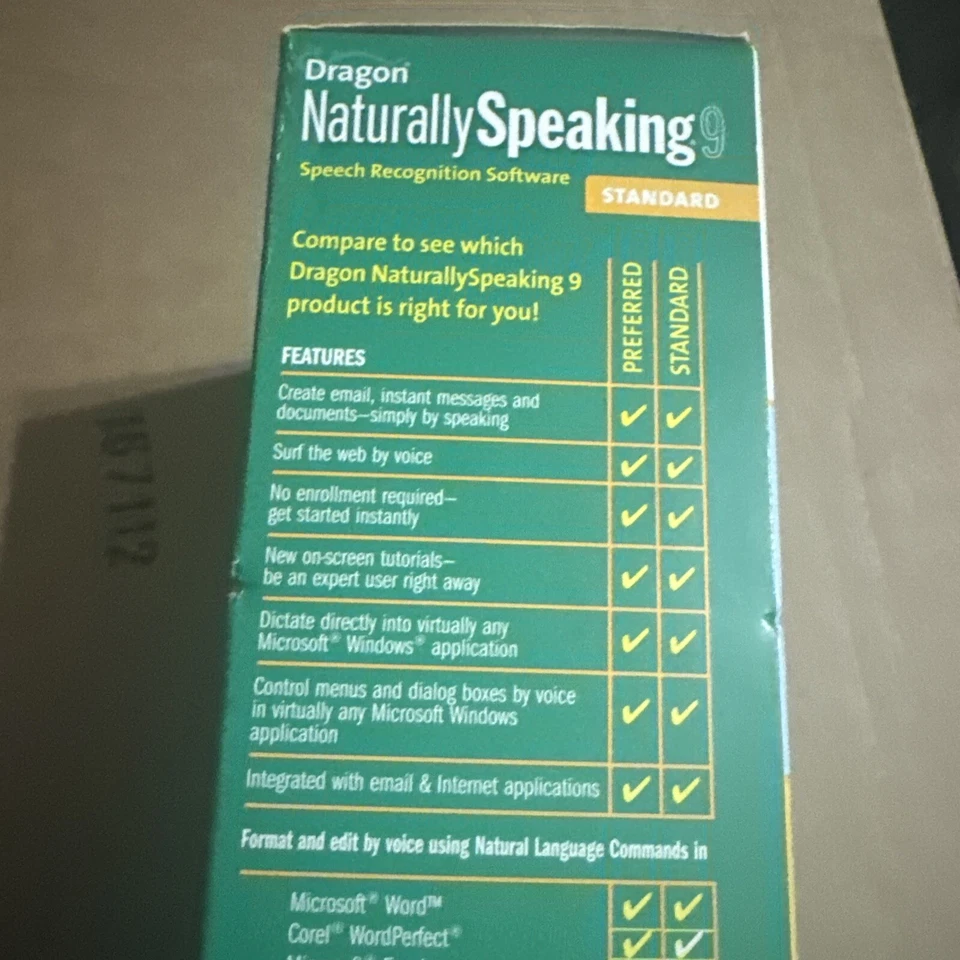 Dragon
NaturallySpeaking® 9
Speech Recognition Software
STANDARD
Compare to see which
Dragon NaturallySpeaking 9
product is right for you!
PREFERRED
STANDARD
FEATURES
Create email, instant messages and
documents—simply by speaking
✓ ✓
Surf the web by voice ✓ ✓
No enrollment required—
get started instantly
✓ ✓
New on-screen tutorials—
be an expert user right away
✓ ✓
Dictate directly into virtually any
Microsoft® Windows® application
✓ ✓
Control menus and dialog boxes by voice
in virtually any Microsoft Windows
application
✓ ✓
Integrated with email & Internet applications ✓ ✓
Format and edit by voice using Natural Language Commands in
Microsoft® Word™ ✓ ✓
Corel® WordPerfect® ✓ ✓